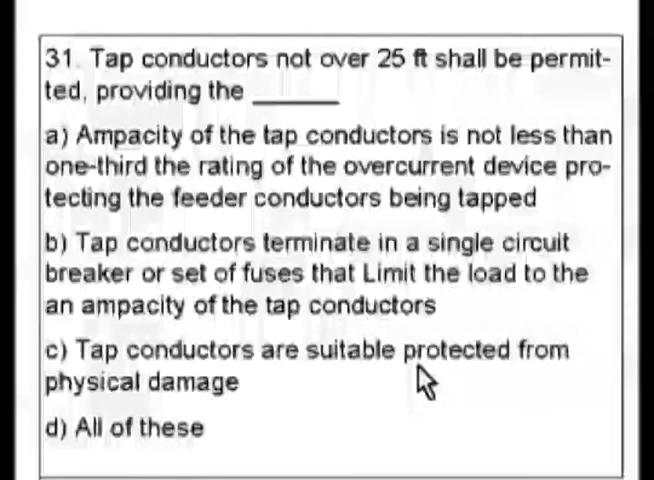 31. Tap conductors not over 25 ft shall be permit-
ted, providing the ______
a) Ampacity of the tap conductors is not less than
one-third the rating of the overcurrent device pro-
tecting the feeder conductors being tapped
b) Tap conductors terminate in a single circuit
breaker or set of fuses that Limit the load to the
an ampacity of the tap conductors
c) Tap conductors are suitable protected from
physical damage
d) All of these